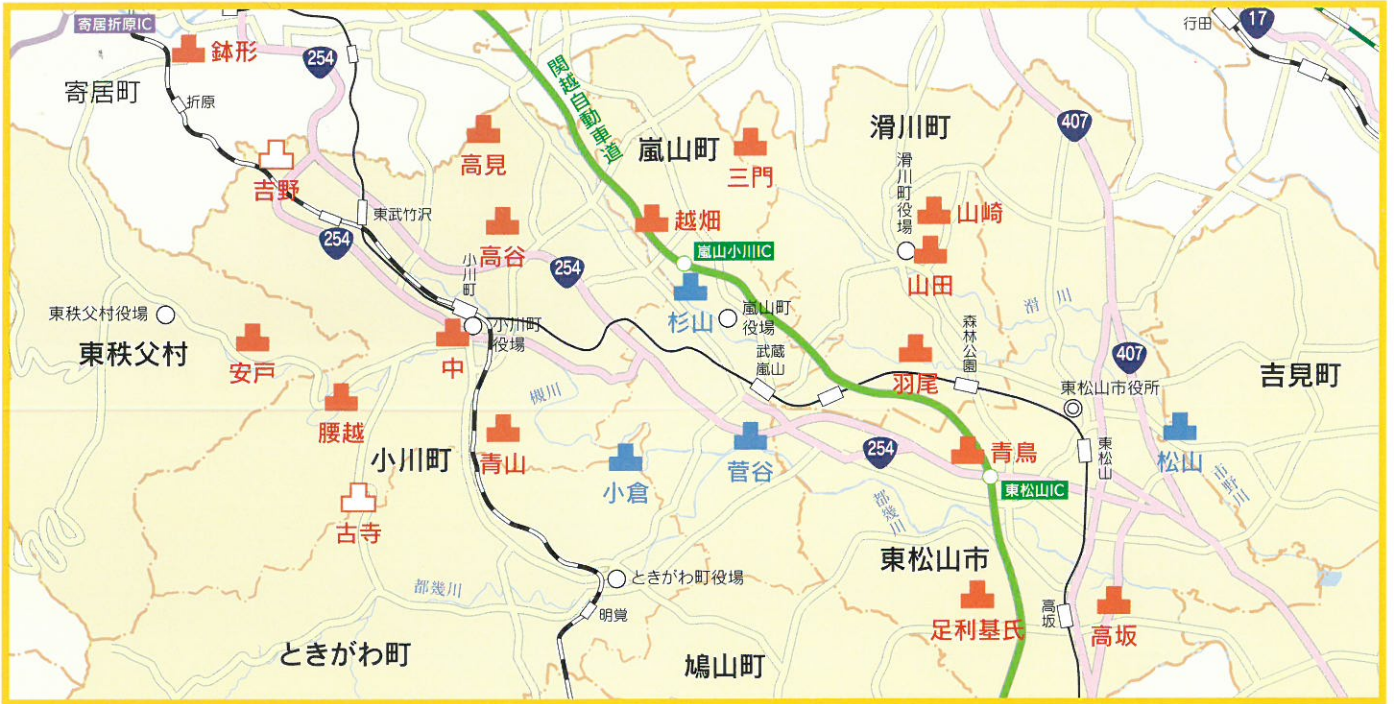 寄居折原IC
鉢形
254
寄居町
折原
吉野
254
東武竹沢
高見
高谷
関越自動車道
嵐山町
三門
越畑
嵐山小川IC
254
杉山
嵐山町
役場
滑川町
滑川町役場
山崎
山田
407
行田
17
滑川
東秩父村役場
東秩父村
安戸
小川町
小川町
役場
中
腰越
槻川
小川町
青山
古寺
小倉
菅谷
武蔵
嵐山
羽尾
森林公園
254
青鳥
東松山IC
東松山市役所
407
東松山
吉見町
松山
市野川
都幾川
東松山市
都幾川
ときがわ町役場
明覚
ときがわ町
鳩山町
足利基氏
高坂
高坂